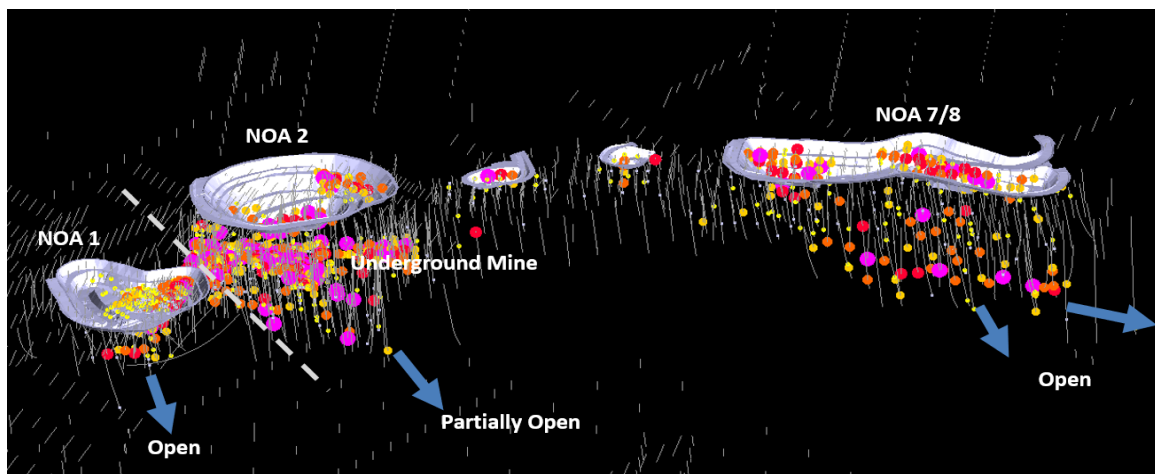 NOA 7/8
NOA 2
NOA 1
Underground Mine
Open
Partially Open
Open